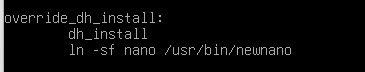 override_dh_install:
        dh_install
        ln -sf nano /usr/bin/newnano